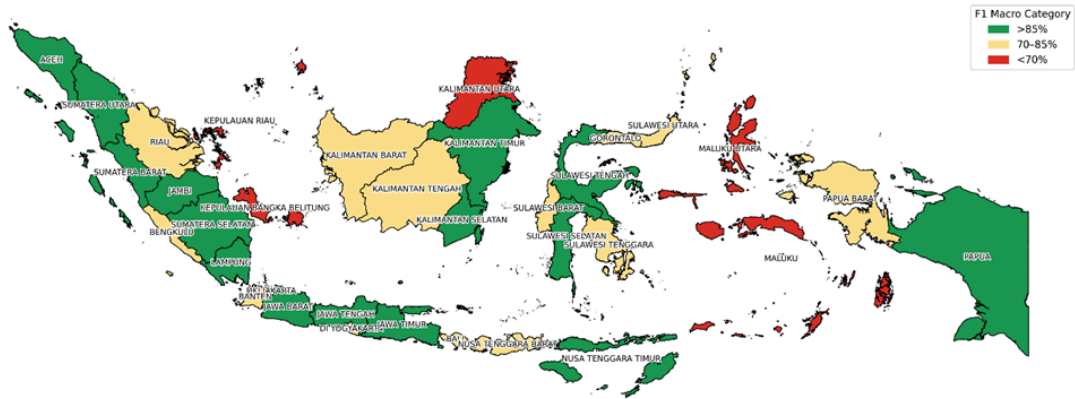 F1 Macro Category
>85%
70–85%
<70%
ACEH
SUMATERA UTARA
KEPULAUAN RIAU
RIAU
SUMATERA BARAT
JAMBI
KEPULAUAN BANGKA BELITUNG
SUMATERA SELATAN
BENGKULU
LAMPUNG
DKI JAKARTA
BANTEN
JAWA BARAT
JAWA TENGAH
DI YOGYAKARTA
JAWA TIMUR
NUSA TENGGARA BARAT
NUSA TENGGARA TIMUR
KALIMANTAN UTARA
KALIMANTAN TIMUR
KALIMANTAN BARAT
KALIMANTAN TENGAH
KALIMANTAN SELATAN
SULAWESI UTARA
GORONTALO
SULAWESI TENGAH
SULAWESI BARAT
SULAWESI SELATAN
SULAWESI TENGGARA
MALUKU UTARA
MALUKU
PAPUA BARAT
PAPUA